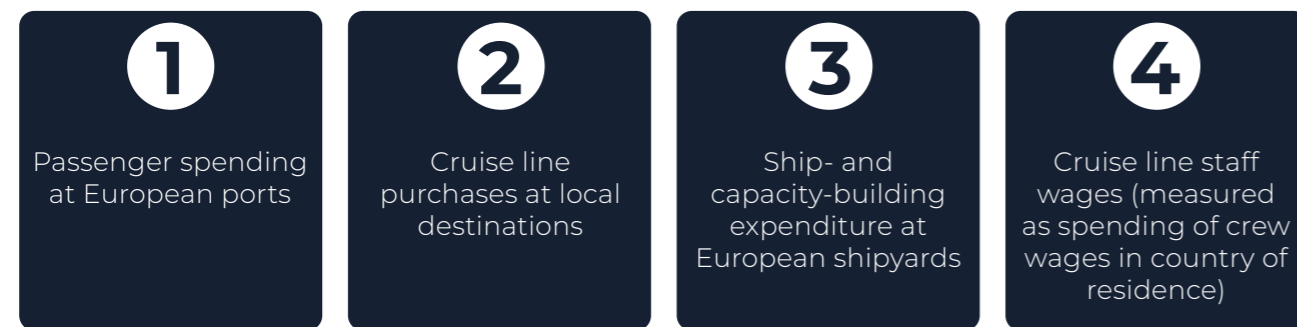 1
Passenger spending
at European ports
2
Cruise line
purchases at local
destinations
3
Ship- and
capacity-building
expenditure at
European shipyards
4
Cruise line staff
wages (measured
as spending of crew
wages in country of
residence)